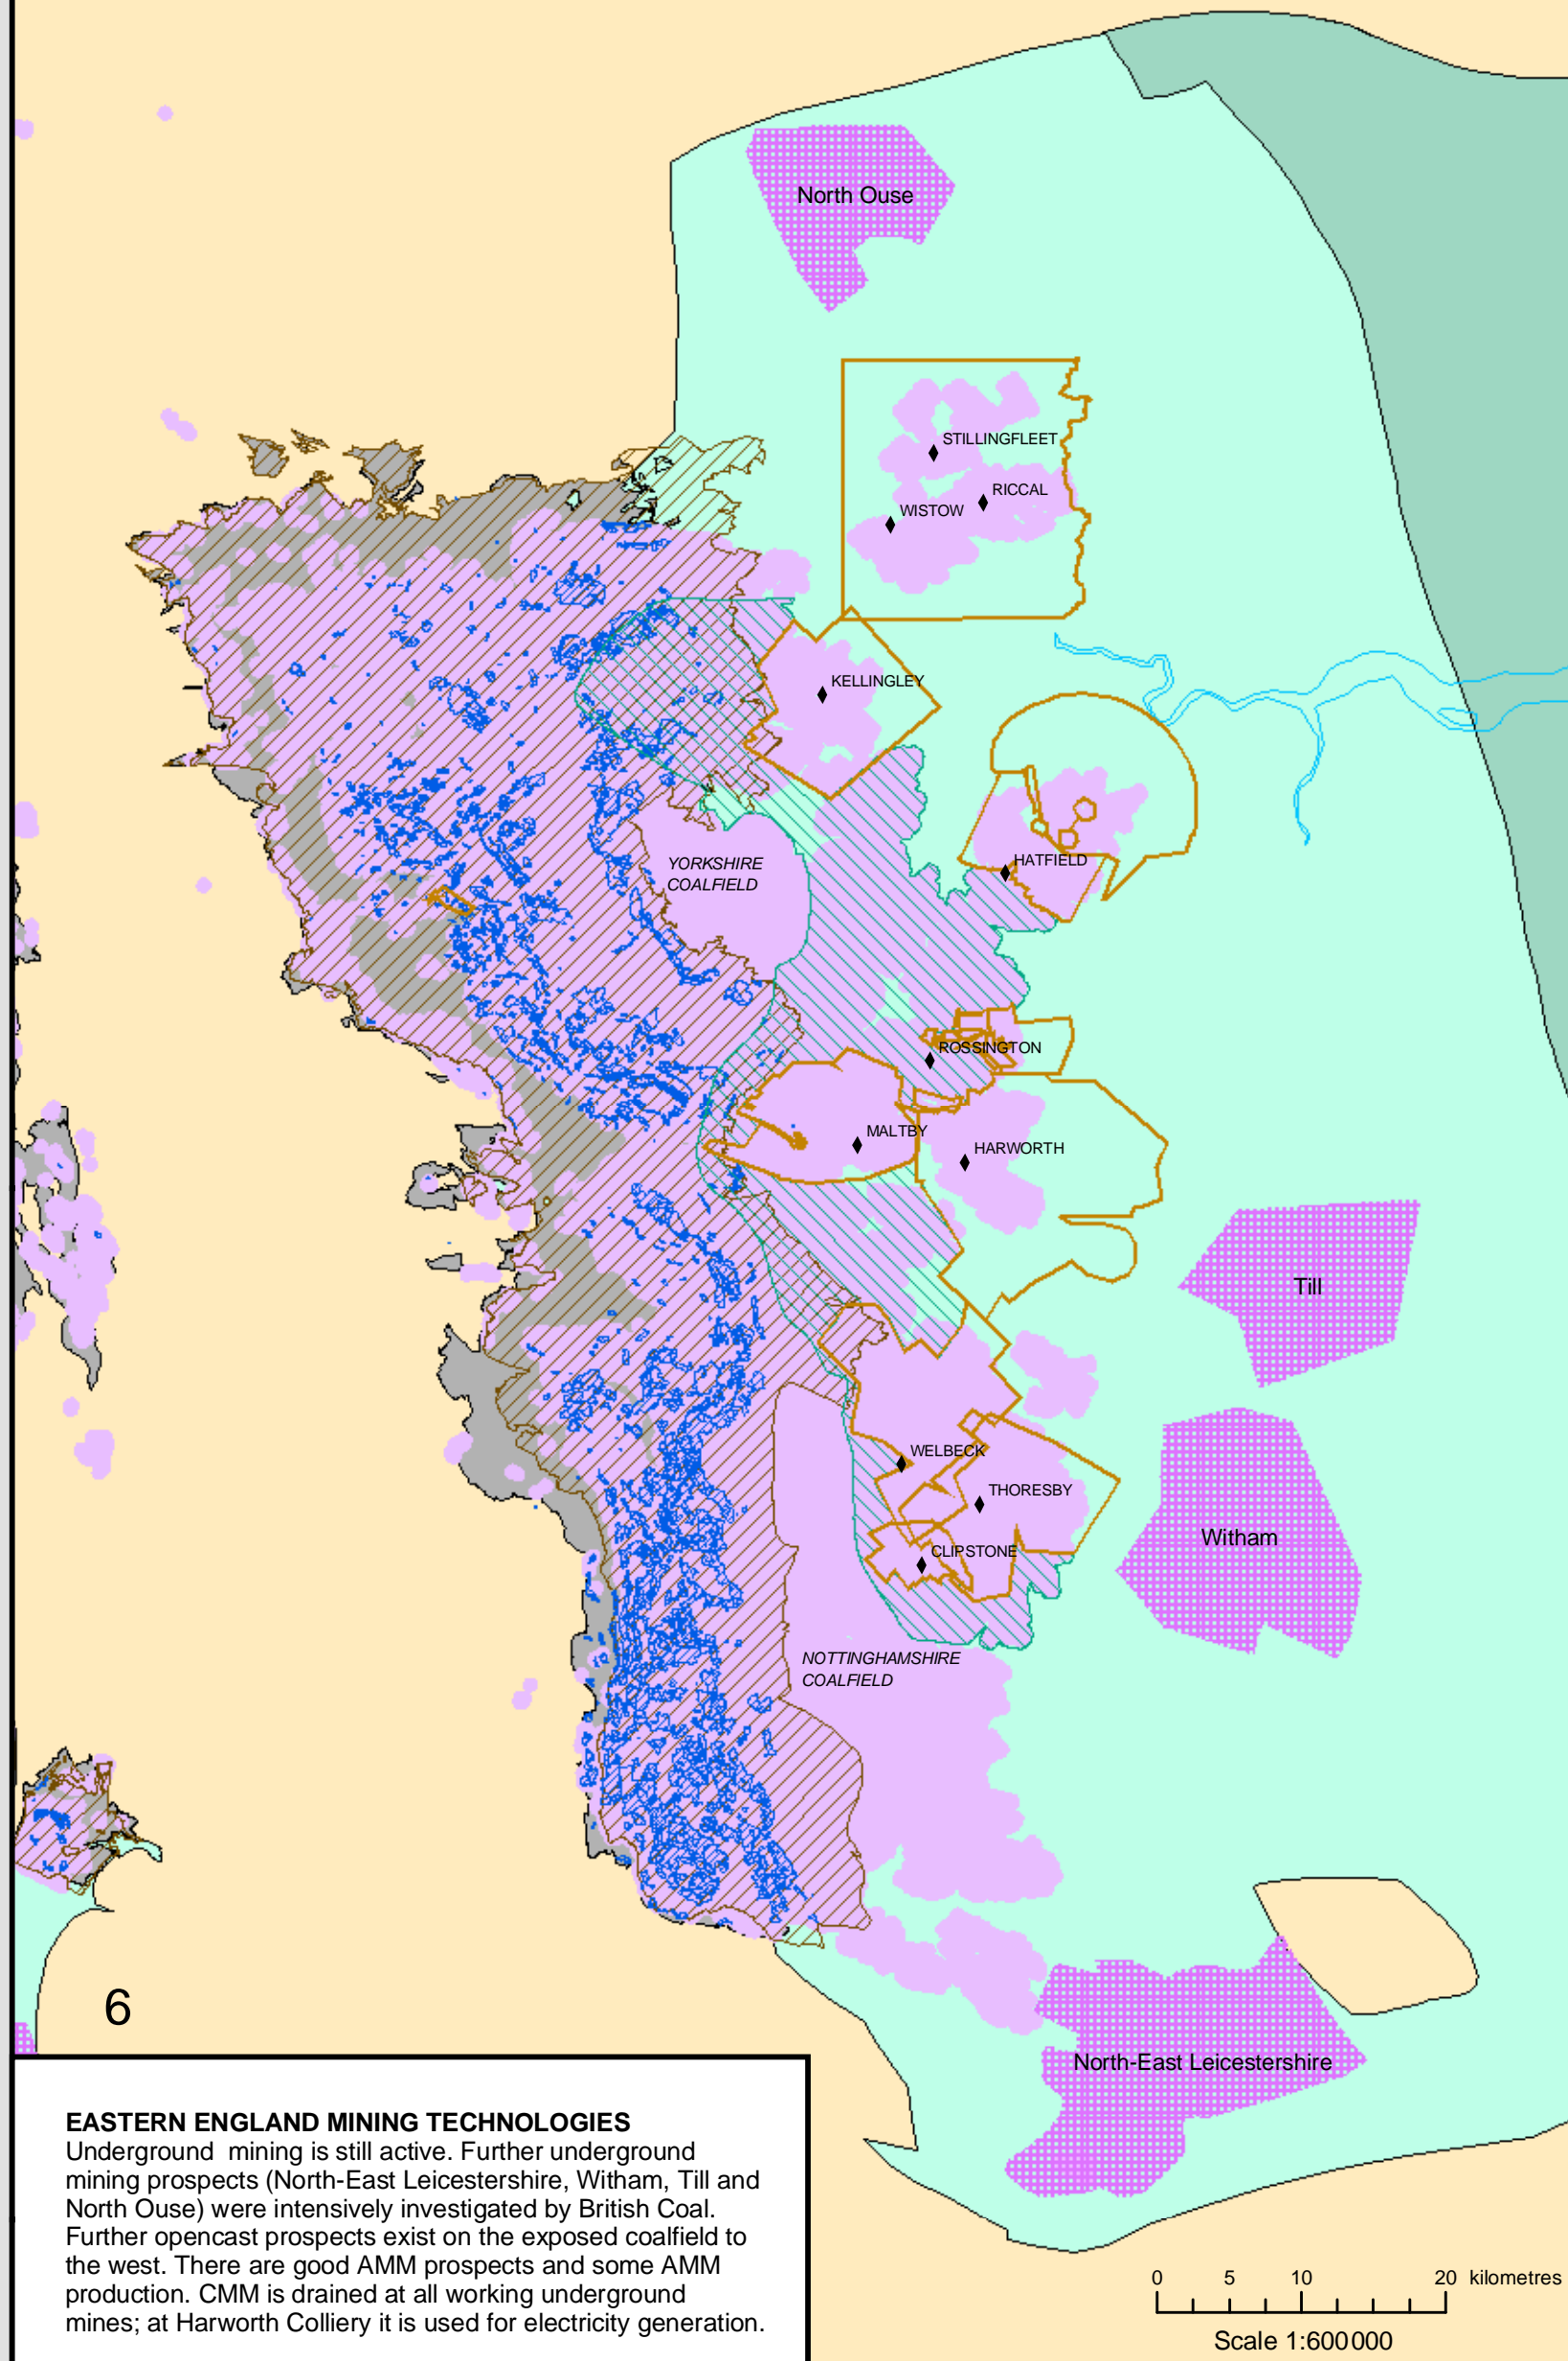 North Ouse
STILLINGFLEET
RICCAL
WISTOW
KELLINGLEY
YORKSHIRE
COALFIELD
HATFIELD
ROSSINGTON
MALTBY
HARWORTH
Till
WELBECK
THORESBY
Witham
CLIPSTONE
NOTTINGHAMSHIRE
COALFIELD
6
North-East Leicestershire
EASTERN ENGLAND MINING TECHNOLOGIES
Underground mining is still active. Further underground
mining prospects (North-East Leicestershire, Witham, Till and
North Ouse) were intensively investigated by British Coal.
Further opencast prospects exist on the exposed coalfield to
the west. There are good AMM prospects and some AMM
production. CMM is drained at all working underground
mines; at Harworth Colliery it is used for electricity generation.
0 5 10 20 kilometres
Scale 1:600000